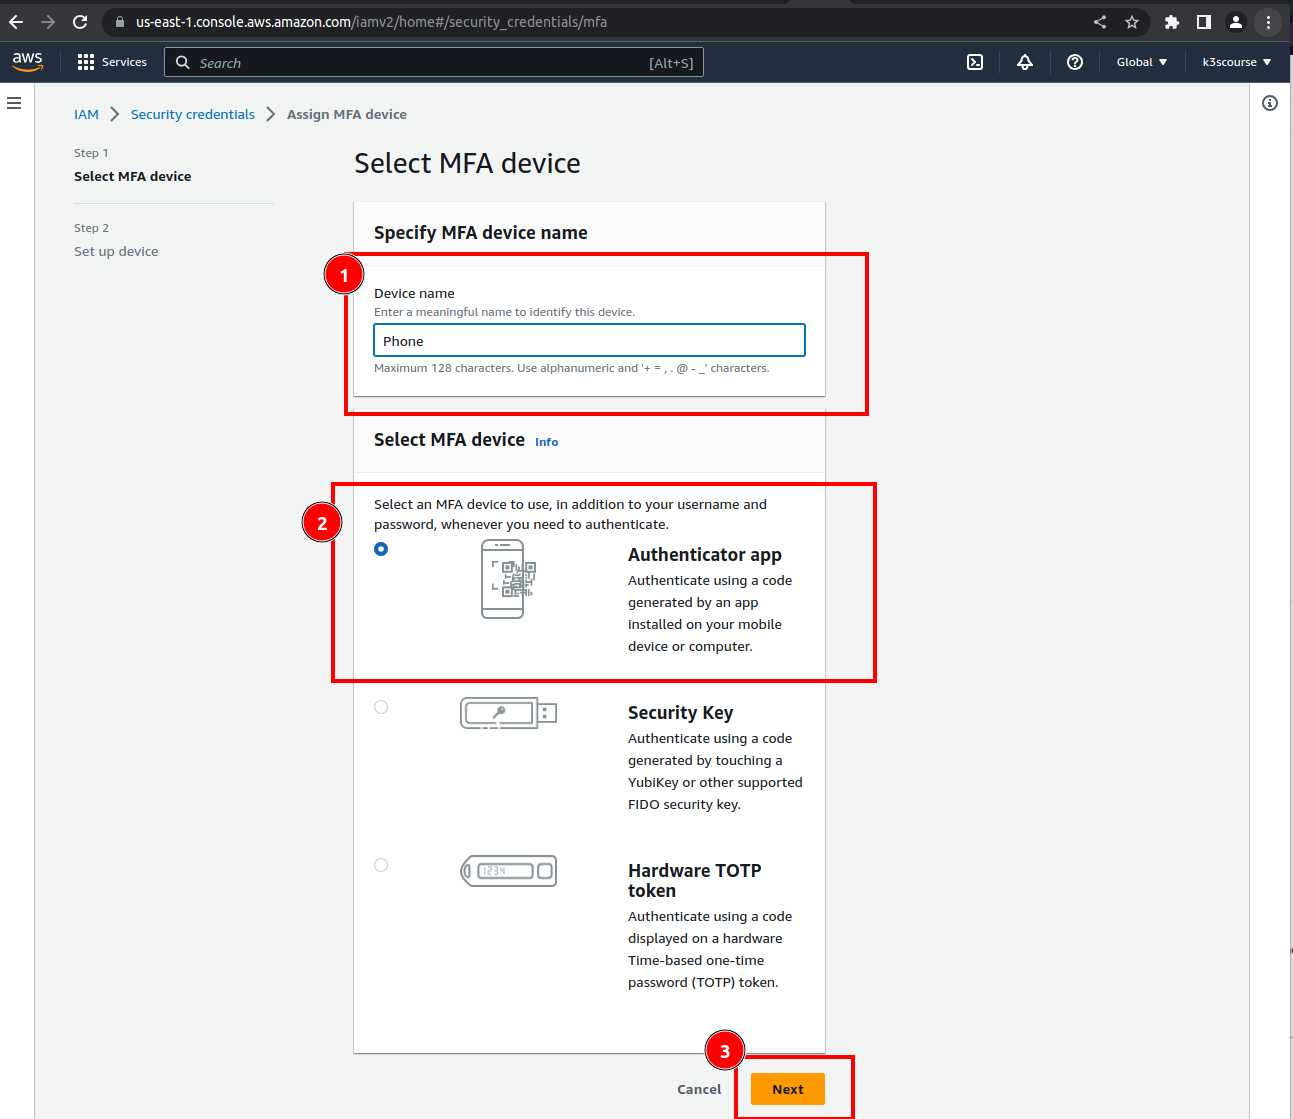 us-east-1.console.aws.amazon.com/iamv2/home#/security_credentials/mfa
aws
Services
Search
[Alt+S]
Global
k3scourse
IAM
Security credentials
Assign MFA device
Step 1
Select MFA device
Step 2
Set up device
Select MFA device
Specify MFA device name
1
Device name
Enter a meaningful name to identify this device.
Phone
Maximum 128 characters. Use alphanumeric and '+ = , . @ - _' characters.
Select MFA device Info
2
Select an MFA device to use, in addition to your username and
password, whenever you need to authenticate.
Authenticator app
Authenticate using a code
generated by an app
installed on your mobile
device or computer.
Security Key
Authenticate using a code
generated by touching a
YubiKey or other supported
FIDO security key.
1234
Hardware TOTP
token
Authenticate using a code
displayed on a hardware
Time-based one-time
password (TOTP) token.
3
Cancel
Next